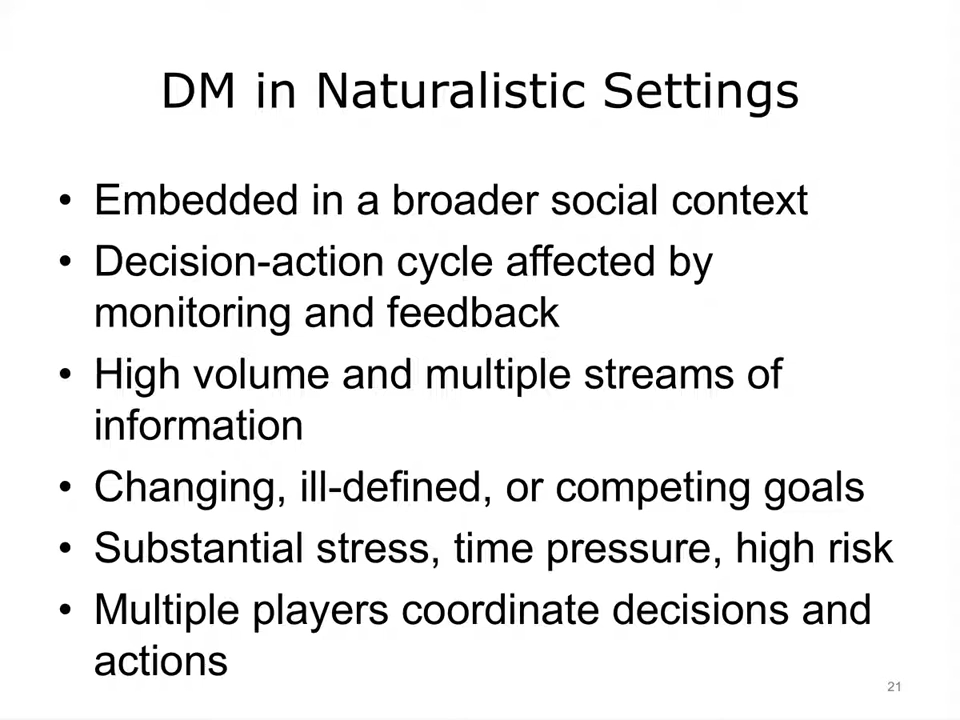 DM in Naturalistic Settings
• Embedded in a broader social context
• Decision-action cycle affected by
monitoring and feedback
• High volume and multiple streams of
information
• Changing, ill-defined, or competing goals
• Substantial stress, time pressure, high risk
• Multiple players coordinate decisions and
actions
21